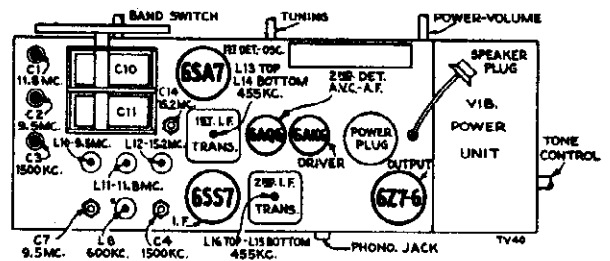 BAND SWITCH
TUNING
POWER-VOLUME
C1
11.8 MC.
C10
6SA7
1ST DET.-OSC.
L13 TOP
L14 BOTTOM
455KC.
2ND. DET.
A.V.C.-A.F.
SPEAKER
PLUG
C2
9.5MC.
C11
C14
15.2MC.
1ST. I.F.
TRANS.
6AQ6
6AK6
DRIVER
POWER
PLUG
VIB.
POWER
UNIT
C3
1500KC.
L10-9.5MC.
L12-15.2MC.
L11-11.8MC.
OUTPUT
TONE
CONTROL
6SS7
I.F.
2ND. I.F.
TRANS.
6Z7-6
C7
9.5MC.
L8
600KC.
C4
1500KC.
L16 TOP-L15 BOTTOM
455KC.
PHONO. JACK
TV40